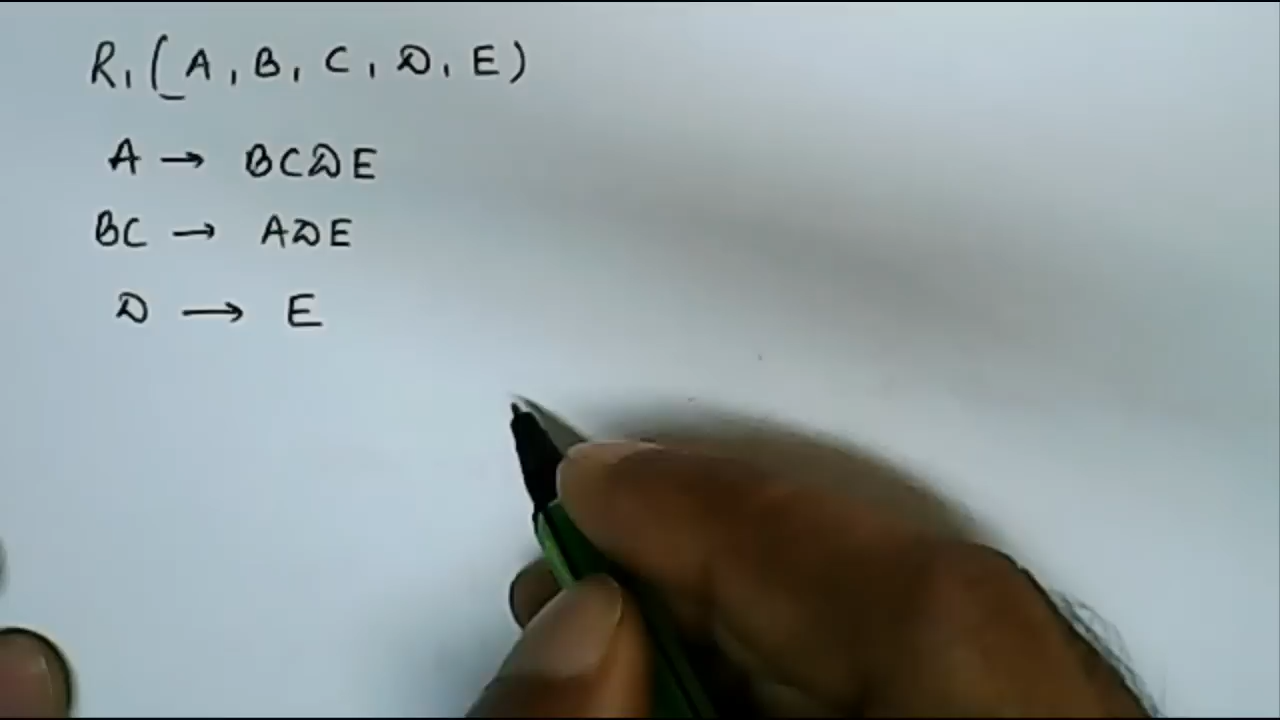 R₁ ( A , B , C , D , E )
A → BCDE
BC → ADE
D → E